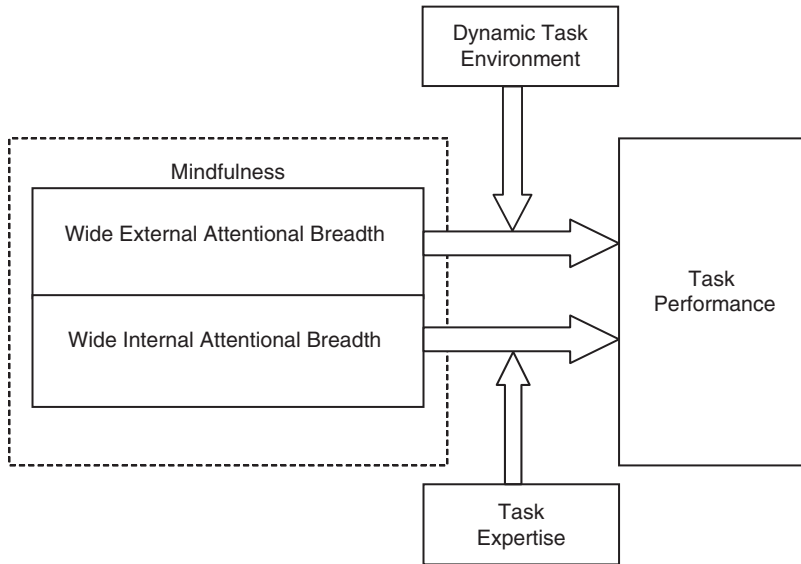 Dynamic Task
Environment
Mindfulness
Wide External Attentional Breadth
Wide Internal Attentional Breadth
Task
Performance
Task
Expertise